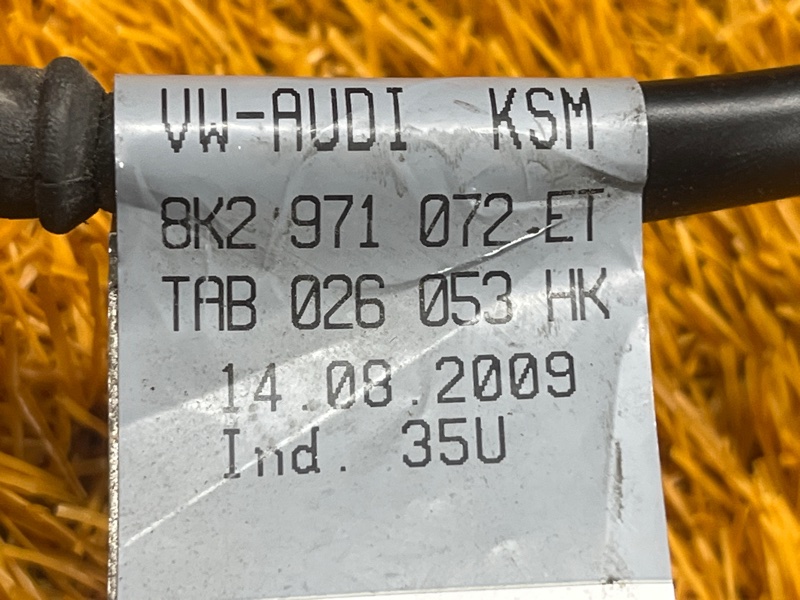 VW-AUDI KSM
8K2 971 072 ET
TAB 026 053 HK
14.08.2009
Ind. 35U